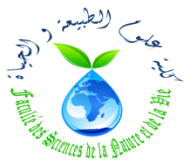 كلية علوم الطبيعة و الحياة
Faculté des Sciences de la Nature et de la Vie